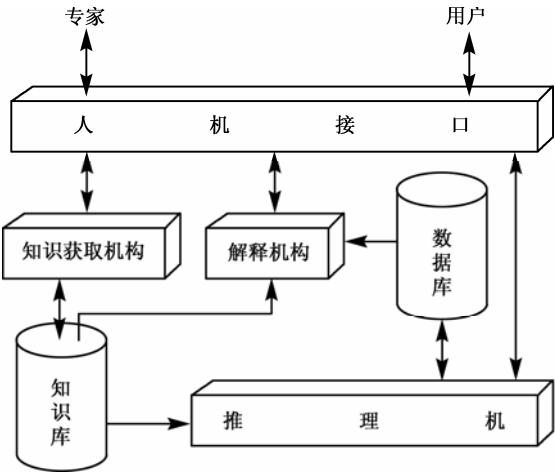 专家
用户
人机接口
知识获取机构
解释机构
数据库
知识库
推理机